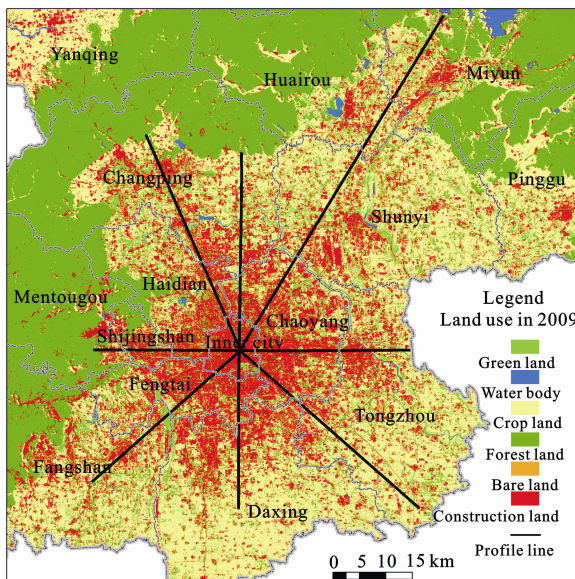 Yanqing
Huairou
Miyun
Changping
Pinggu
Shunyi
Haidian
Mentougou
Legend
Land use in 2009
Shijingshan
Chaoyang
Inner city
Green land
Fengtai
Water body
Tongzhou
Crop land
Forest land
Fangshan
Bare land
Daxing
Construction land
Profile line
0 5 10 15 km